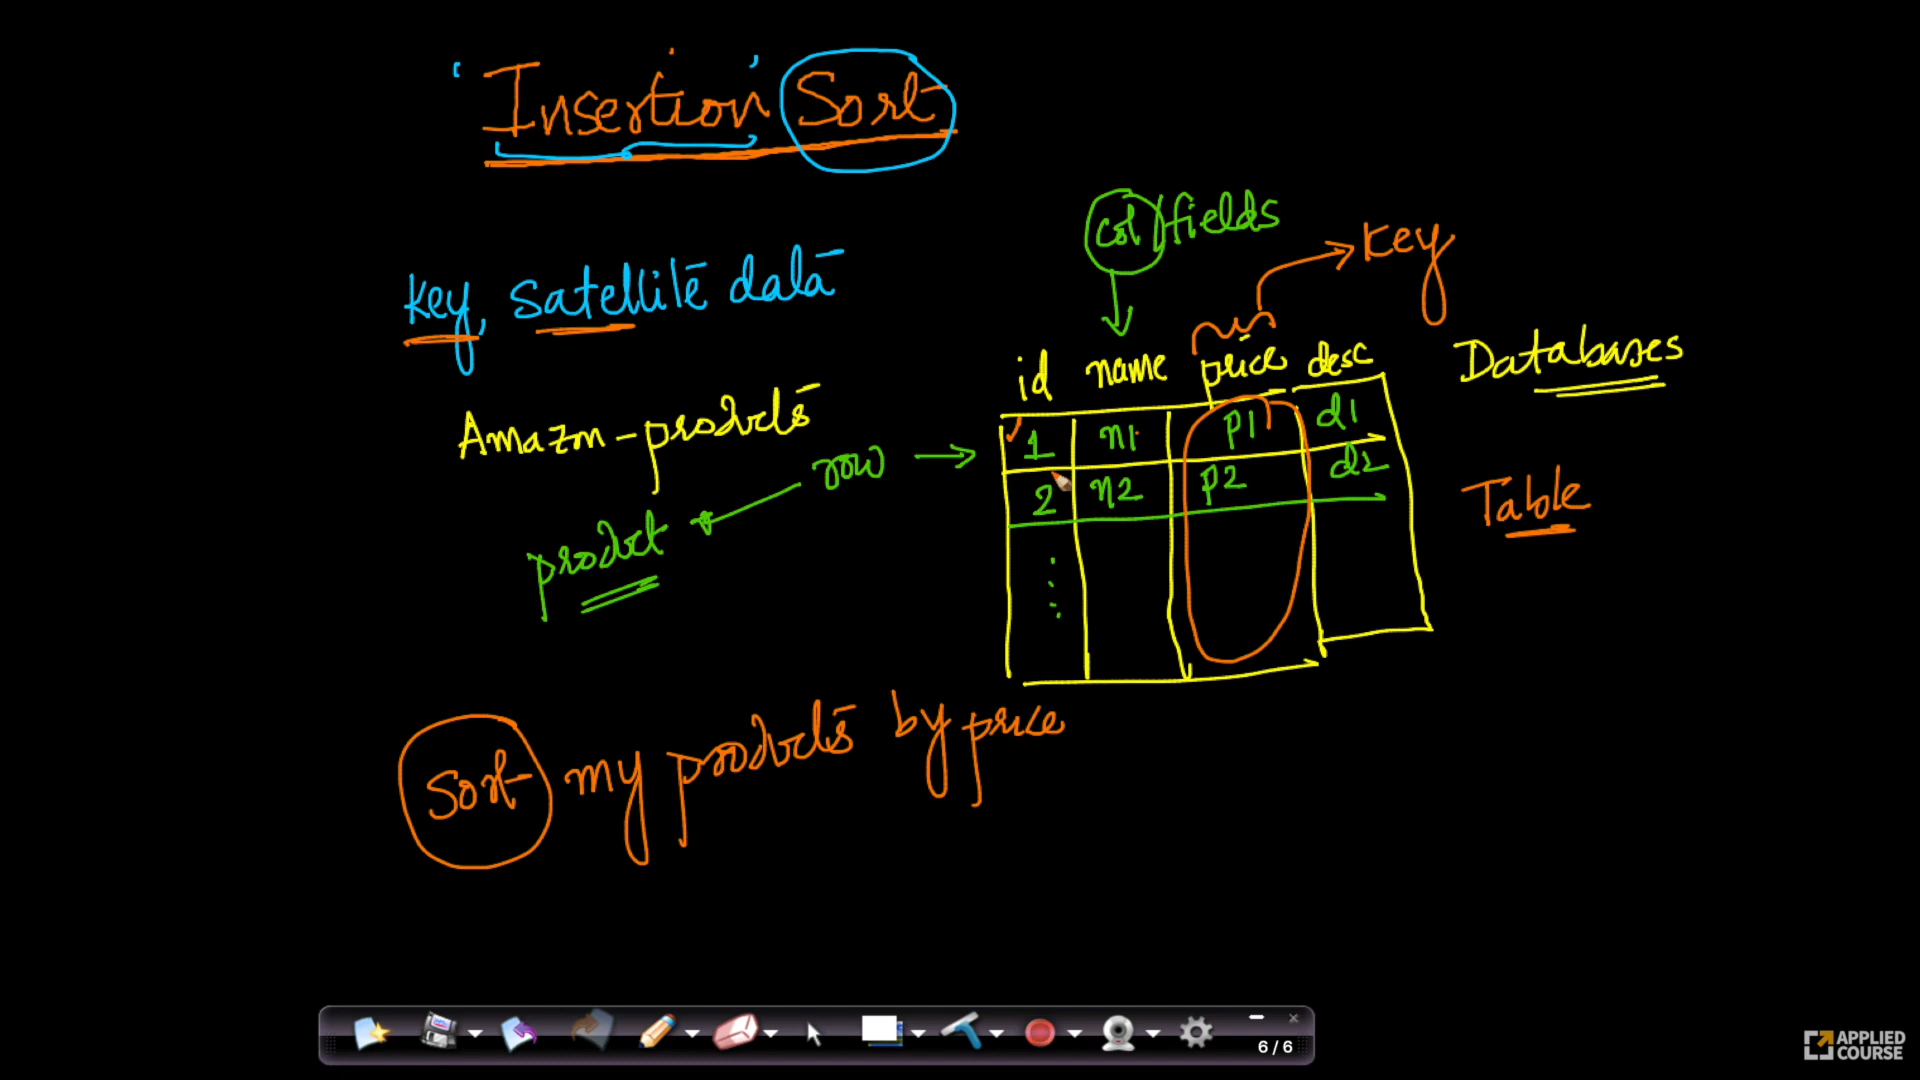 'Insertion' Sort
col/fields
key
key, satellite data
id name price desc
Databases
Amazon-products
1 n1 p1 d1
row
2 n2 p2 d2
Table
product
Sort my products by price
6/6
APPLIED
COURSE